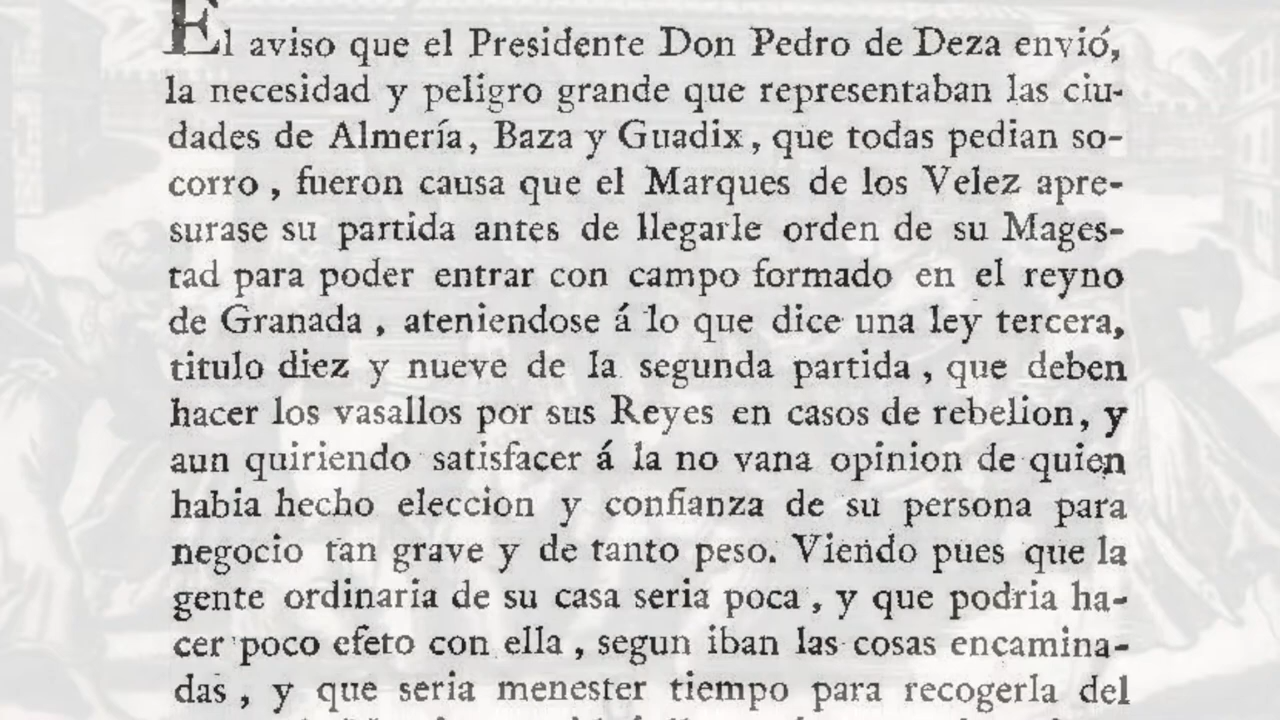 El aviso que el Presidente Don Pedro de Deza envió,
la necesidad y peligro grande que representaban las ciu-
dades de Almería, Baza y Guadix, que todas pedian so-
corro, fueron causa que el Marques de los Velez apre-
surase su partida antes de llegarle orden de su Mages-
tad para poder entrar con campo formado en el reyno
de Granada, ateniendose á lo que dice una ley tercera,
titulo diez y nueve de la segunda partida, que deben
hacer los vasallos por sus Reyes en casos de rebelion, y
aun quiriendo satisfacer á la no vana opinion de quien
habia hecho eleccion y confianza de su persona para
negocio tan grave y de tanto peso. Viendo pues que la
gente ordinaria de su casa seria poca, y que podria ha-
cer poco efeto con ella, segun iban las cosas encamina-
das, y que seria menester tiempo para recogerla del